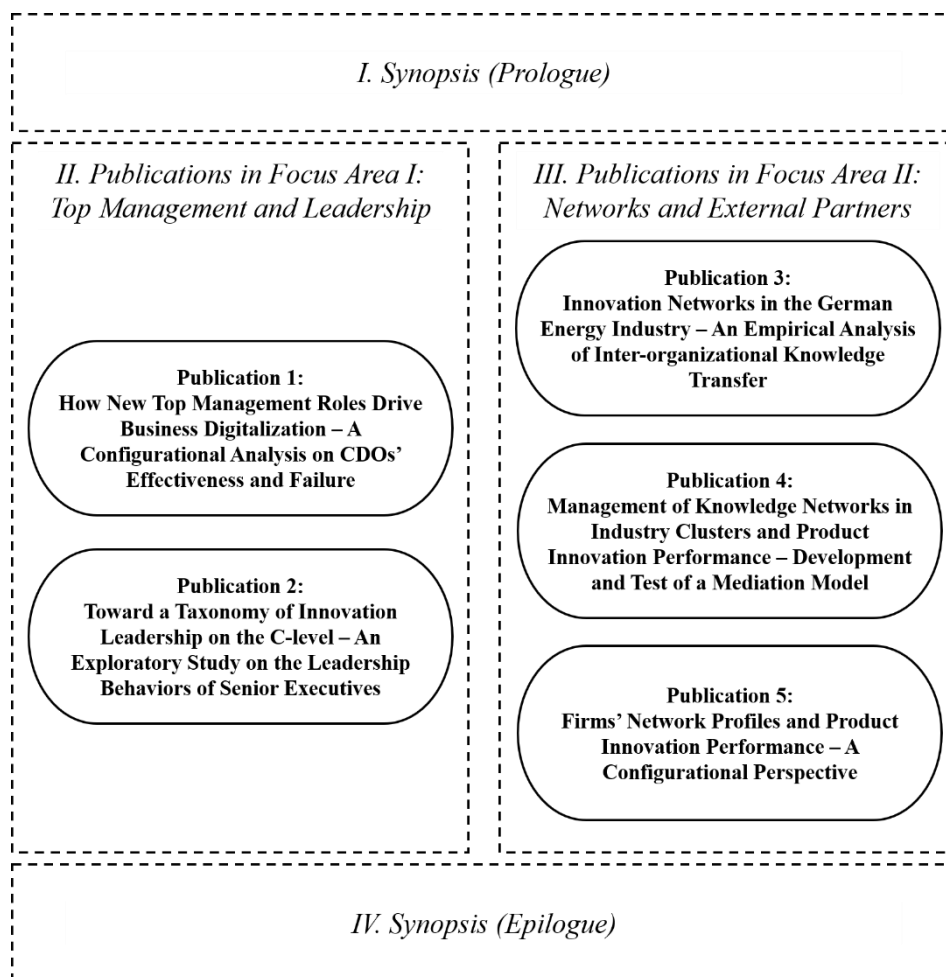 I. Synopsis (Prologue)
II. Publications in Focus Area I:
Top Management and Leadership
Publication 1:
How New Top Management Roles Drive
Business Digitalization – A
Configurational Analysis on CDOs’
Effectiveness and Failure
Publication 2:
Toward a Taxonomy of Innovation
Leadership on the C-level – An
Exploratory Study on the Leadership
Behaviors of Senior Executives
III. Publications in Focus Area II:
Networks and External Partners
Publication 3:
Innovation Networks in the German
Energy Industry – An Empirical Analysis
of Inter-organizational Knowledge
Transfer
Publication 4:
Management of Knowledge Networks in
Industry Clusters and Product
Innovation Performance – Development
and Test of a Mediation Model
Publication 5:
Firms’ Network Profiles and Product
Innovation Performance – A
Configurational Perspective
IV. Synopsis (Epilogue)